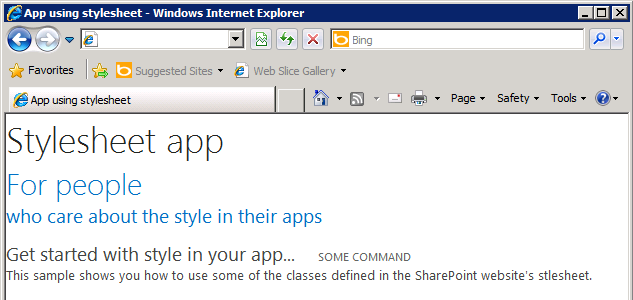 App using stylesheet - Windows Internet Explorer
Bing
Favorites Suggested Sites Web Slice Gallery
App using stylesheet Page Safety Tools
Stylesheet app
For people
who care about the style in their apps
Get started with style in your app... SOME COMMAND
This sample shows you how to use some of the classes defined in the SharePoint website's stlesheet.